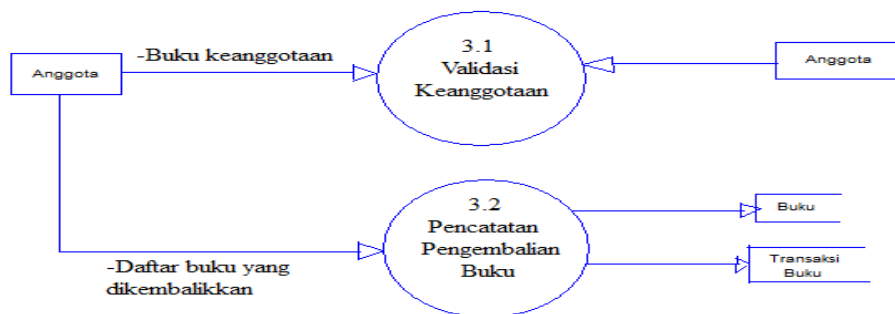 Anggota
-Buku keanggotaan
3.1
Validasi
Keanggotaan
Anggota
3.2
Pencatatan
Pengembalian
Buku
Buku
Transaksi
Buku
-Daftar buku yang
dikembalikkan